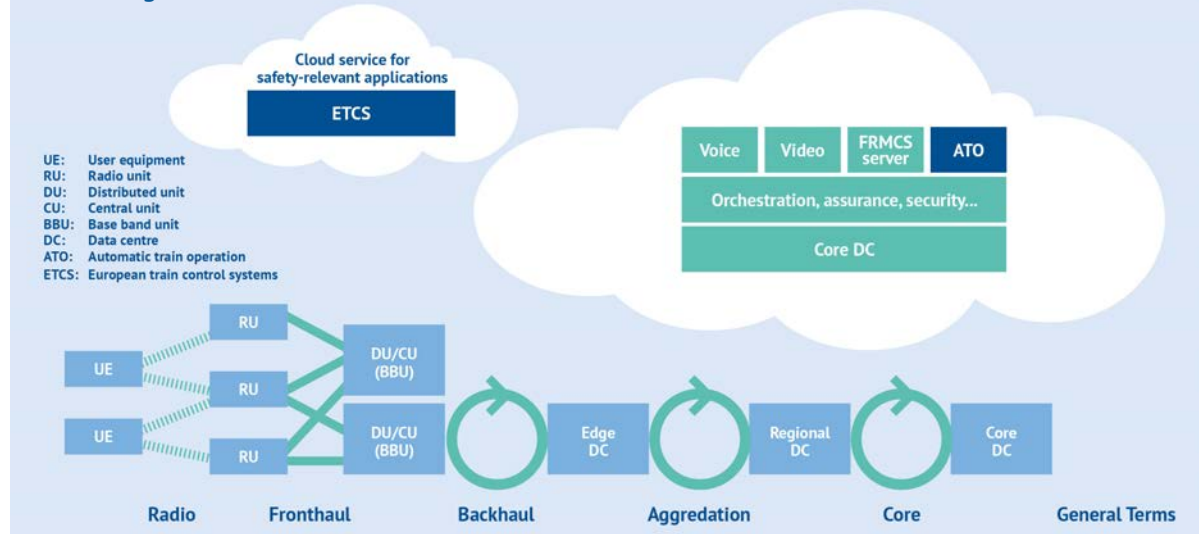 Cloud service for
safety-relevant applications
ETCS
Voice
Video
FRMCS
server
ATO
Orchestration, assurance, security...
Core DC
UE: User equipment
RU: Radio unit
DU: Distributed unit
CU: Central unit
BBU: Base band unit
DC: Data centre
ATO: Automatic train operation
ETCS: European train control systems
UE
UE
RU
RU
RU
DU/CU
(BBU)
DU/CU
(BBU)
Edge
DC
Regional
DC
Core
DC
Radio
Fronthaul
Backhaul
Aggredation
Core
General Terms